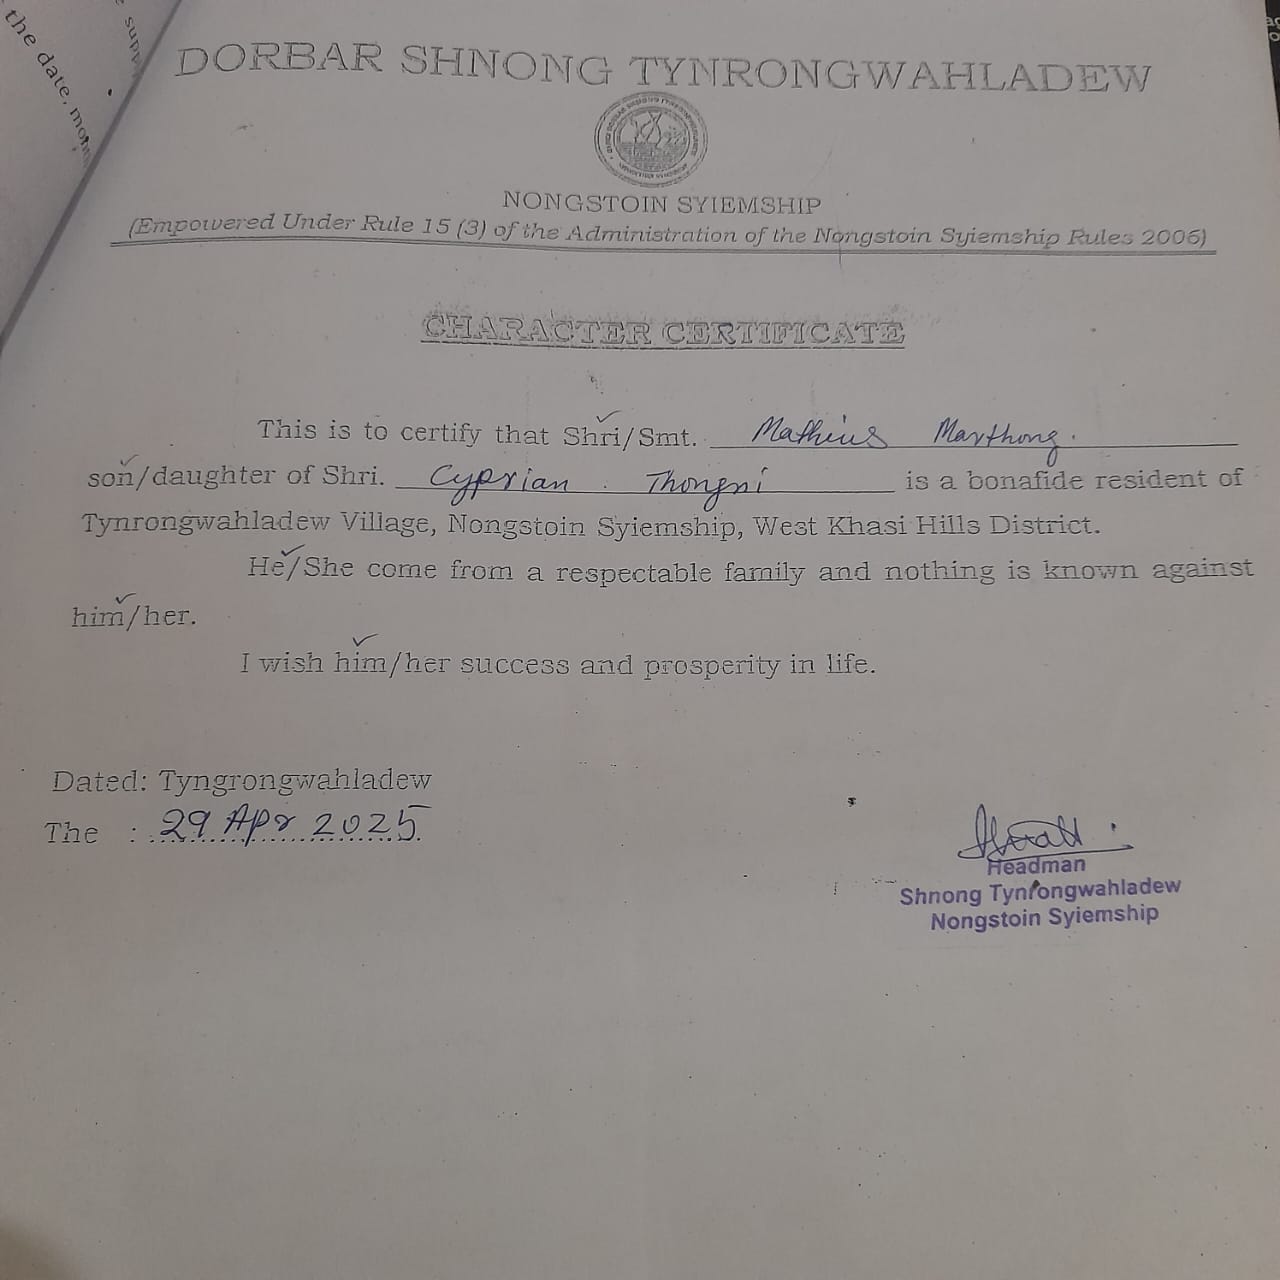 the date, mon
supp
DORBAR SHNONG TYNRONGWAHLADEW
NONGSTOIN SYIEMSHIP
(Empowered Under Rule 15 (3) of the Administration of the Nongstoin Syiemship Rules 2006)
CHARACTER CERTIFICATE
This is to certify that Shri/Smt. Mathius Marthong.
son/daughter of Shri. Cyprian Thongni is a bonafide resident of
Tynrongwahladew Village, Nongstoin Syiemship, West Khasi Hills District.
He/She come from a respectable family and nothing is known against
him/her.
I wish him/her success and prosperity in life.
Dated: Tyngrongwahladew
The : 29 Apr 2025
Headman
Shnong Tynrongwahladew
Nongstoin Syiemship